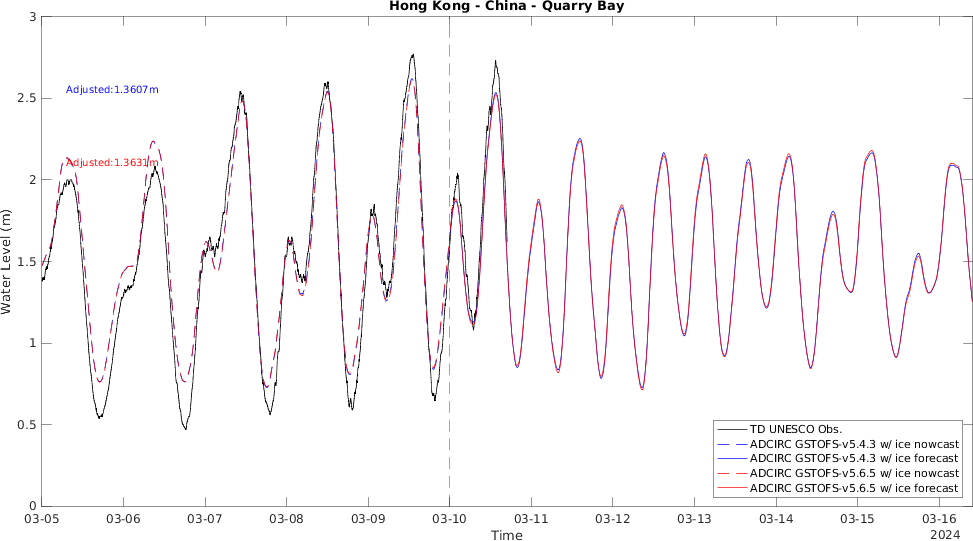 Hong Kong - China - Quarry Bay
3
2.5
2
1.5
1
0.5
0
Water Level (m)
Adjusted:1.3607m
Adjusted:1.3631m
TD UNESCO Obs.
ADCIRC GSTOFS-v5.4.3 w/ ice nowcast
ADCIRC GSTOFS-v5.4.3 w/ ice forecast
ADCIRC GSTOFS-v5.6.5 w/ ice nowcast
ADCIRC GSTOFS-v5.6.5 w/ ice forecast
03-05 03-06 03-07 03-08 03-09 03-10 03-11 03-12 03-13 03-14 03-15 03-16
Time
2024